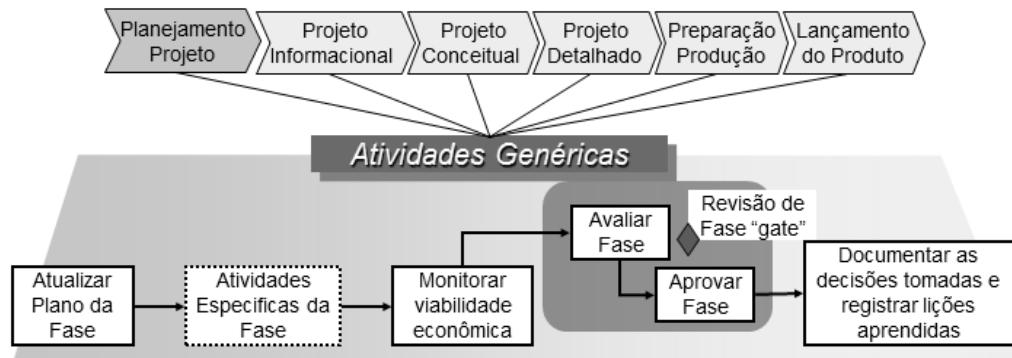 Planejamento
Projeto
Projeto
Informacional
Projeto
Conceitual
Projeto
Detalhado
Preparação
Produção
Lançamento
do Produto
Atividades Genéricas
Revisão de
Fase “gate”
Avaliar
Fase
Aprovar
Fase
Atualizar
Plano da
Fase
Atividades
Especificas da
Fase
Monitorar
viabilidade
econômica
Documentar as
decisões tomadas e
registrar lições
aprendidas